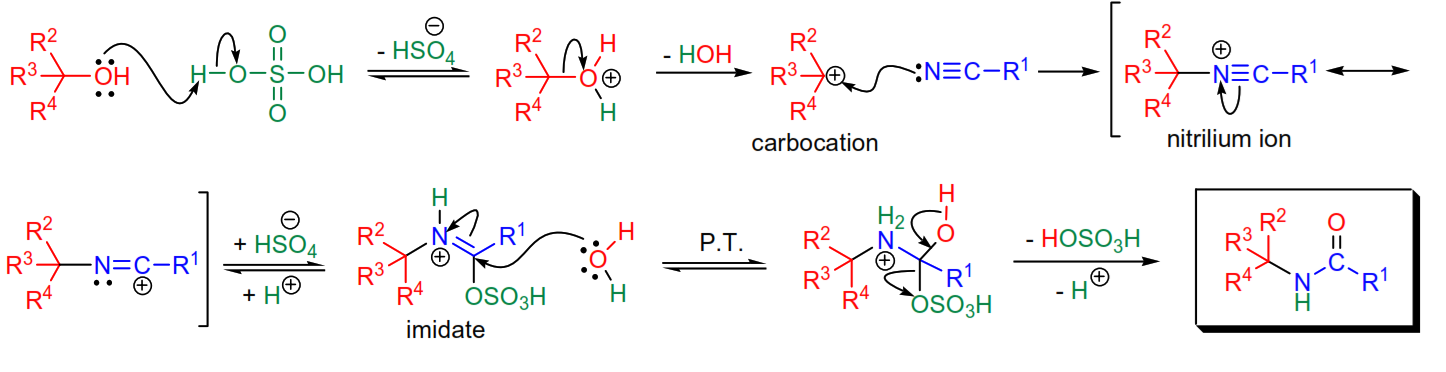 R² R³ R⁴ OH H–O–S–OH O O
- HSO₄ ⊖
R² R³ R⁴ O H H ⊕
- HOH
R² R³ R⁴ ⊕
:N≡C–R¹
carbocation
R² R³ R⁴ N≡C–R¹ ⊕
nitrilium ion
R² R³ R⁴ N=C–R¹ ⊕
+ HSO₄ ⊖
+ H⊕
R² R³ R⁴ H N ⊕ R¹ OSO₃H
imidate
O H H
P.T.
R² R³ R⁴ H₂ N ⊕ H O R¹ OSO₃H
- HOSO₃H
- H⊕
R² R³ R⁴ N H C O R¹